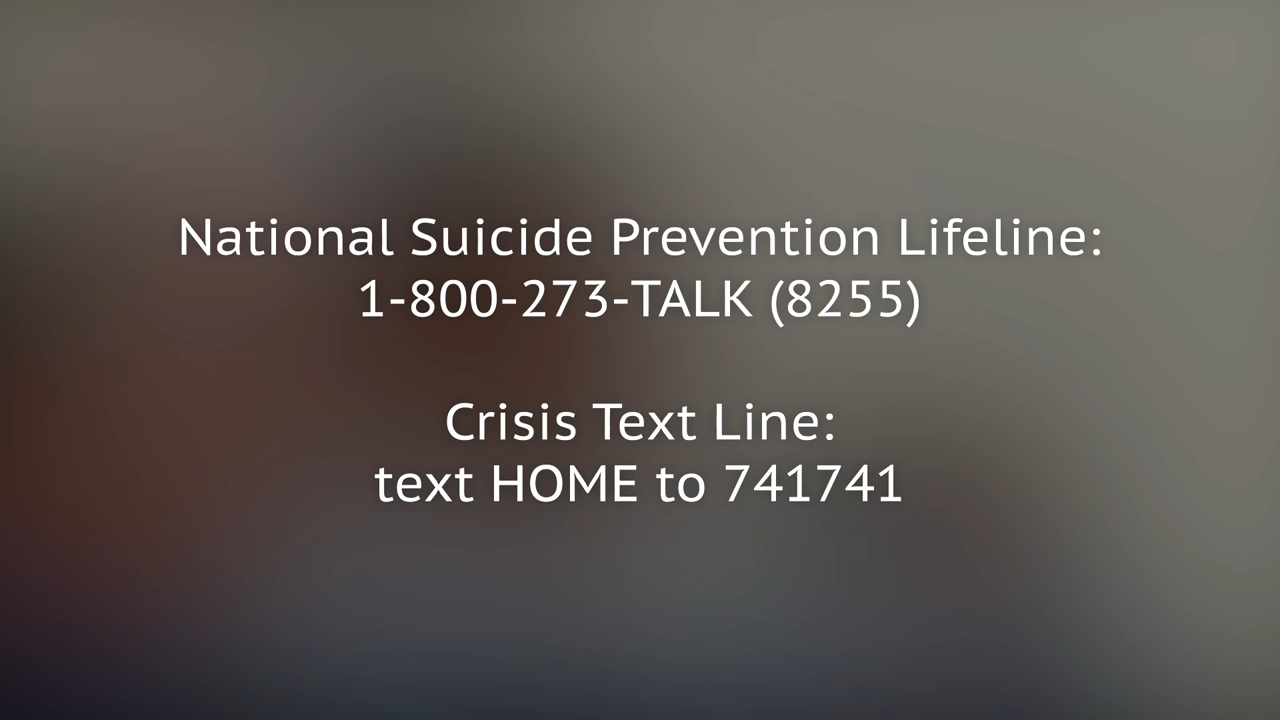 National Suicide Prevention Lifeline:
1-800-273-TALK (8255)
Crisis Text Line:
text HOME to 741741